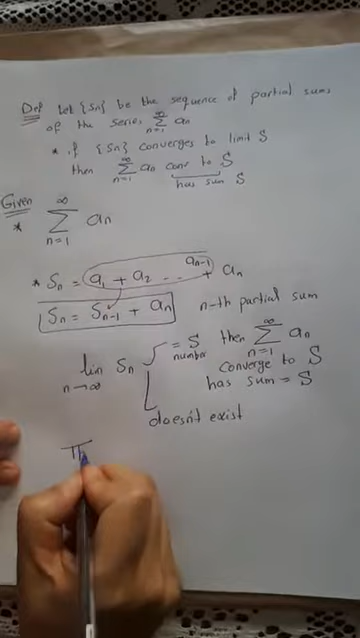 Def Let {Sn} be the sequence of partial sums
of the series ∑_{n=1}^{∞} an
* if {Sn} converges to limit S
then ∑_{n=1}^{∞} an conv to S
has sum S
Given
* ∑_{n=1}^{∞} an
* Sn = a1 + a2 ... an-1 + an
Sn = Sn-1 + an n-th partial sum
lim_{n→∞} Sn = S number then ∑_{n=1}^{∞} an
converge to S
has sum = S
doesn't exist
Th